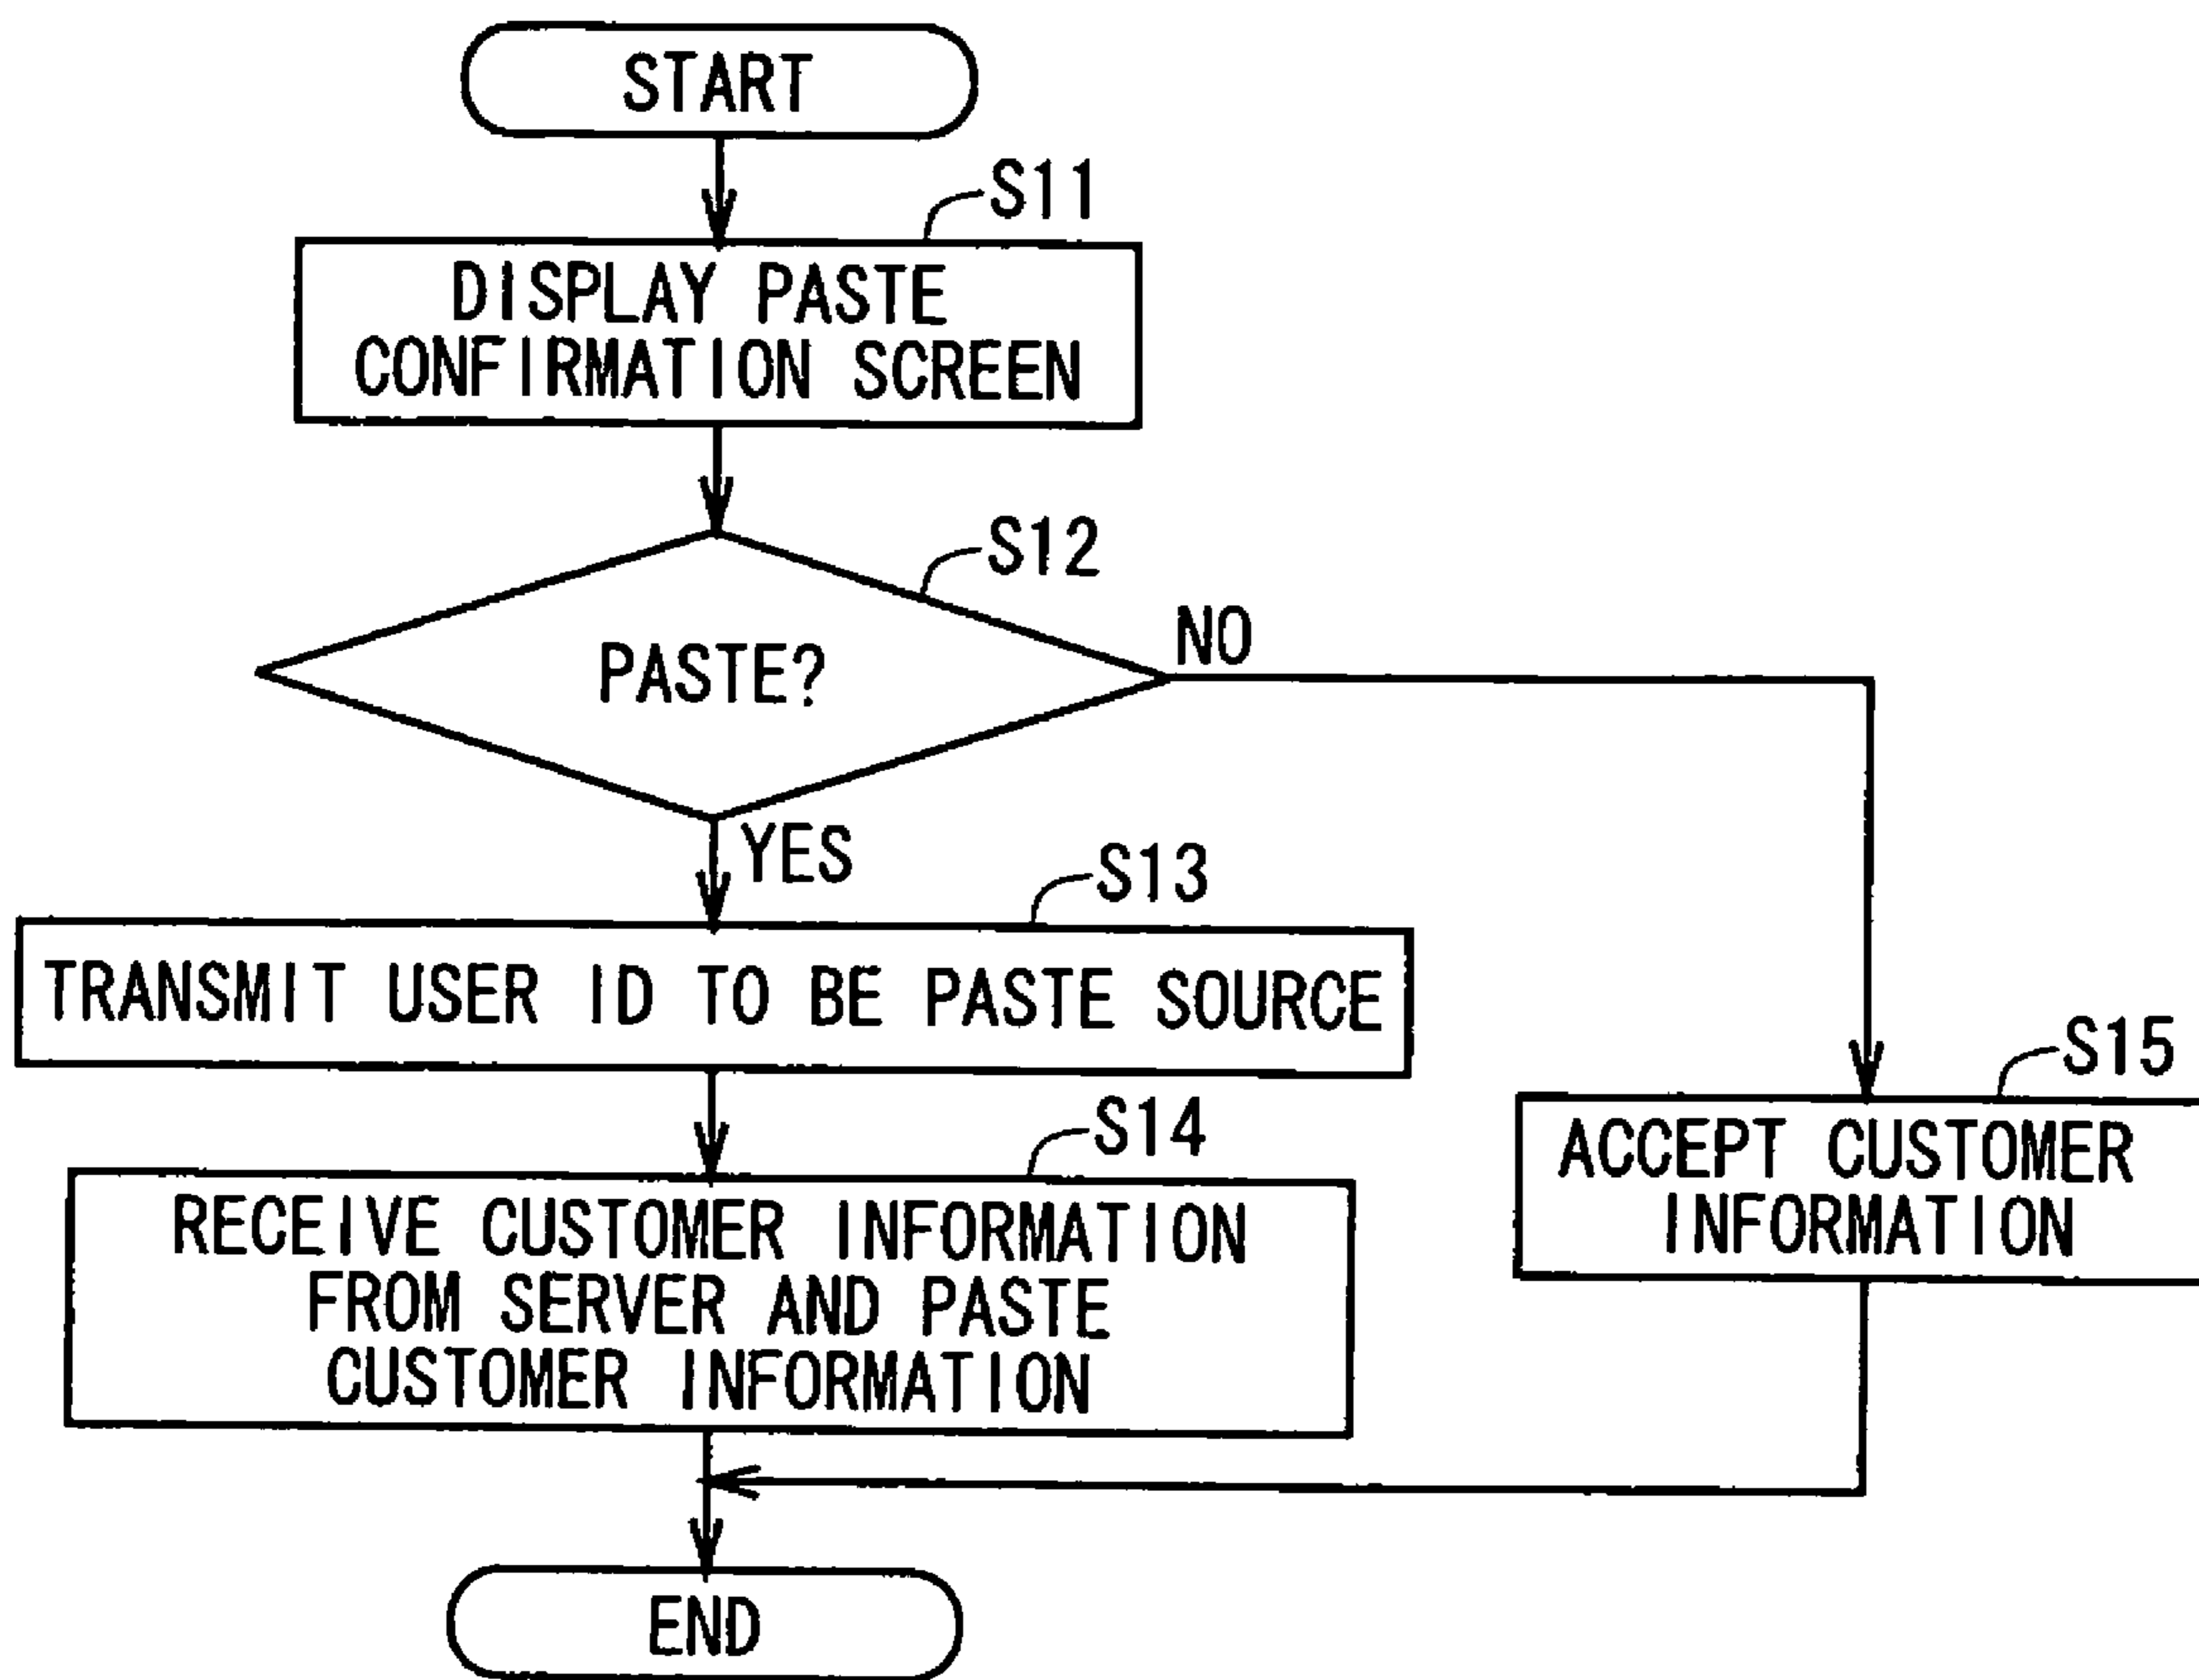 START
S11
DISPLAY PASTE
CONFIRMATION SCREEN
S12
PASTE?
NO
YES
S13
TRANSMIT USER ID TO BE PASTE SOURCE
S14
RECEIVE CUSTOMER INFORMATION
FROM SERVER AND PASTE
CUSTOMER INFORMATION
S15
ACCEPT CUSTOMER
INFORMATION
END